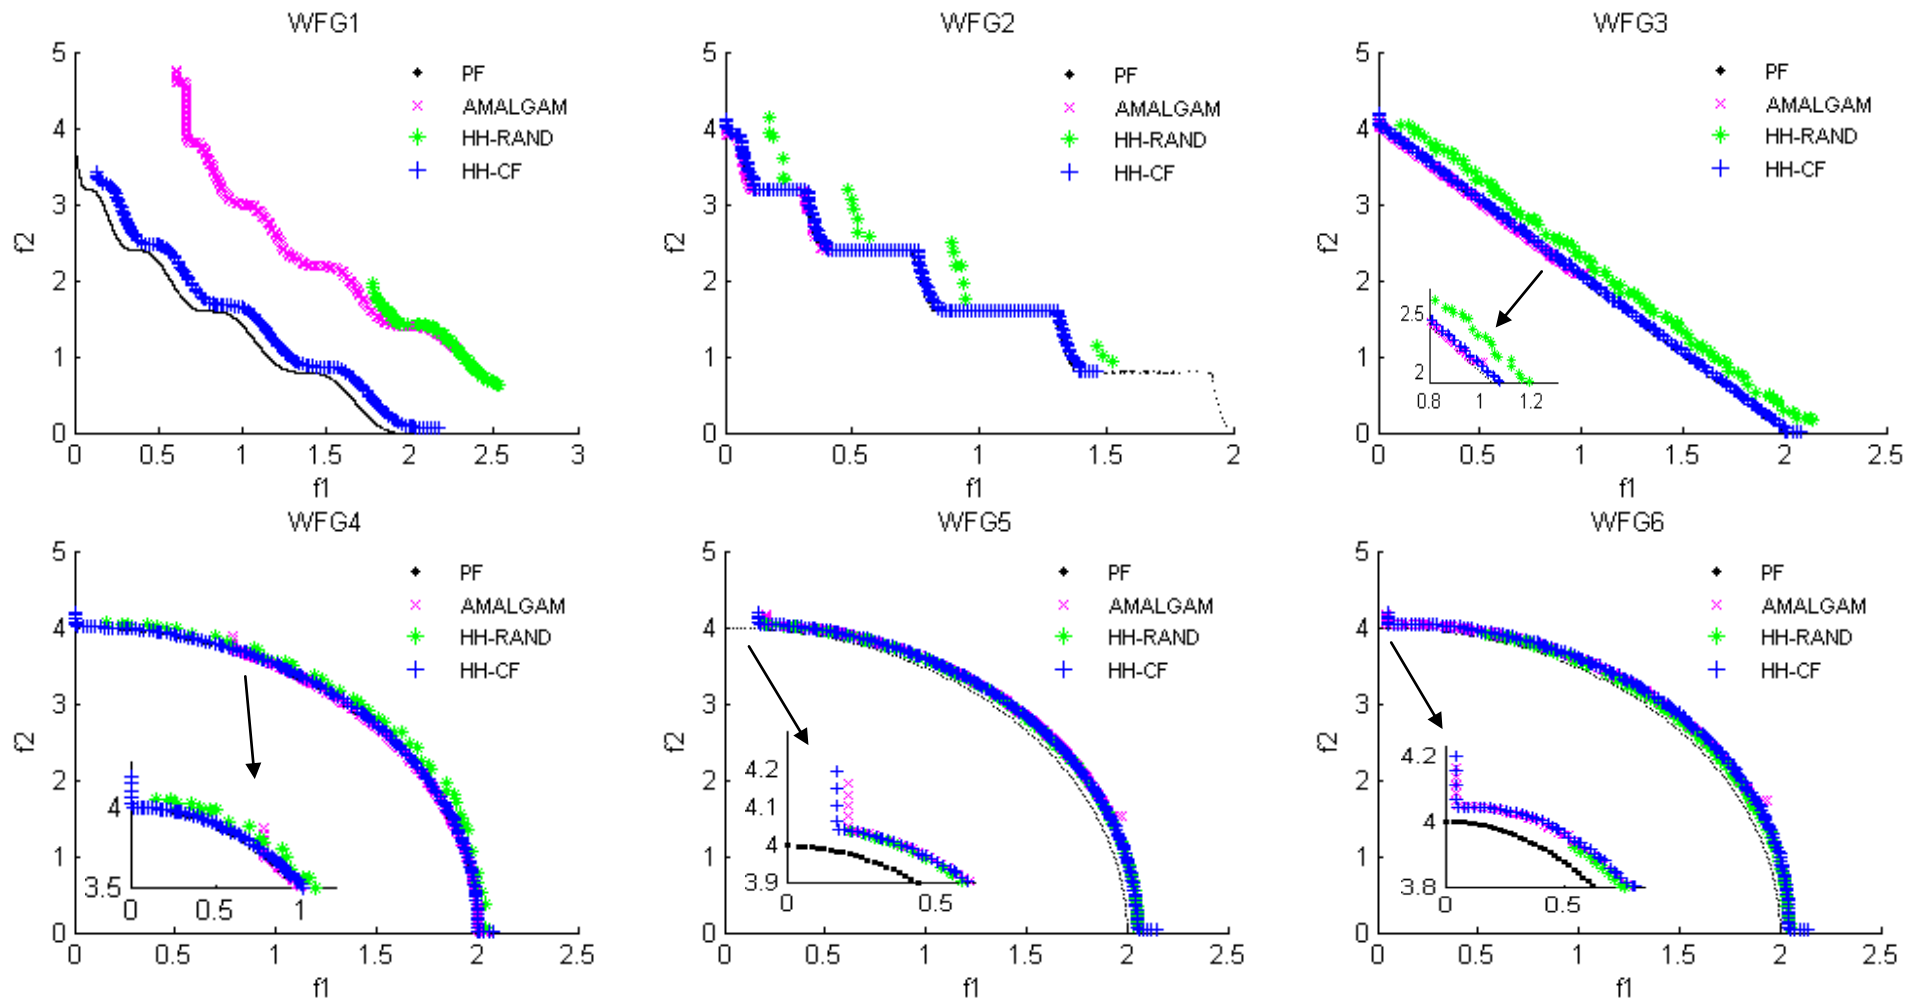 WFG1
5
4
3
2
1
0
f2
0 0.5 1 1.5 2 2.5 3
f1
PF
AMALGAM
HH-RAND
HH-CF
WFG2
5
4
3
2
1
0
f2
0 0.5 1 1.5 2
f1
PF
AMALGAM
HH-RAND
HH-CF
WFG3
5
4
3
2
1
0
f2
0 0.5 1 1.5 2 2.5
f1
PF
AMALGAM
HH-RAND
HH-CF
2.5
2
0.8 1 1.2
WFG4
5
4
3
2
1
0
f2
0 0.5 1 1.5 2 2.5
f1
PF
AMALGAM
HH-RAND
HH-CF
4
3.5
0 0.5 1
WFG5
5
4
3
2
1
0
f2
0 0.5 1 1.5 2 2.5
f1
PF
AMALGAM
HH-RAND
HH-CF
4.2
4.1
4
3.9
0 0.5
WFG6
5
4
3
2
1
0
f2
0 0.5 1 1.5 2 2.5
f1
PF
AMALGAM
HH-RAND
HH-CF
4.2
4
3.8
0 0.5